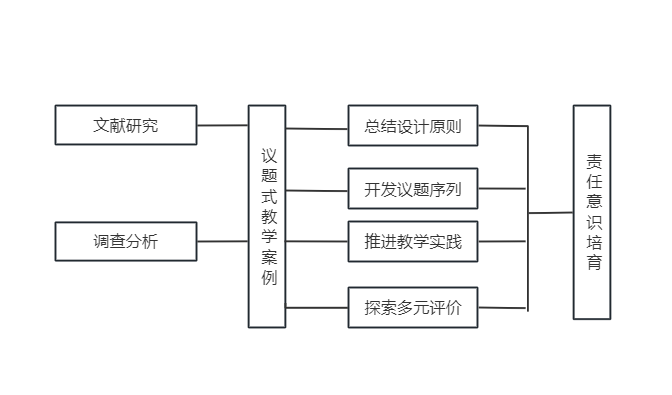 文献研究
调查分析
议题式教学案例
总结设计原则
开发议题序列
推进教学实践
探索多元评价
责任意识培育